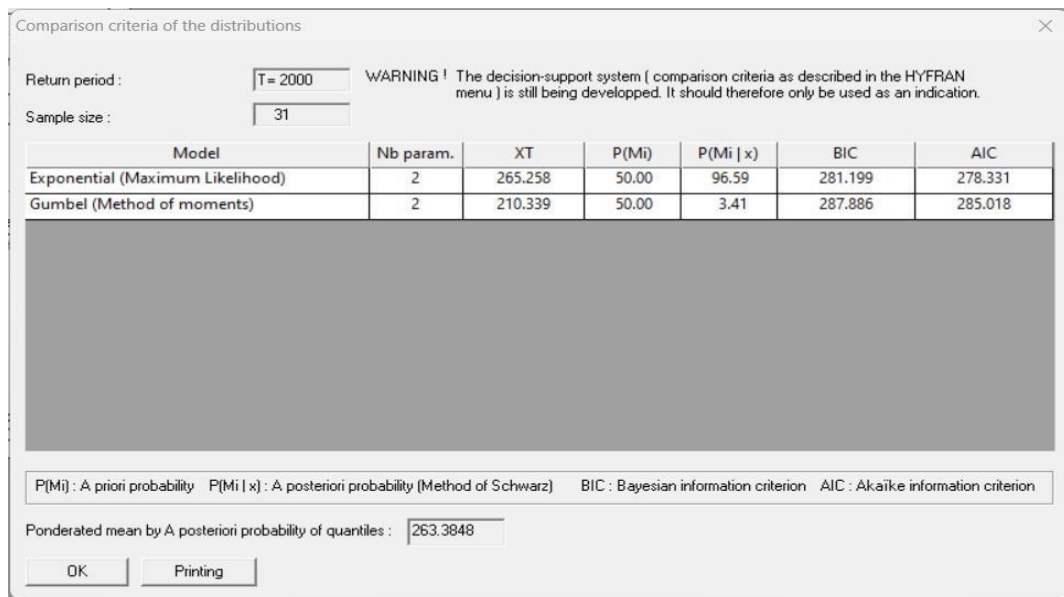 Comparison criteria of the distributions
Return period : T= 2000
WARNING ! The decision-support system ( comparison criteria as described in the HYFRAN
menu ) is still being developped. It should therefore only be used as an indication.
Sample size : 31
Model Nb param. XT P(Mi) P(Mi | x) BIC AIC
Exponential (Maximum Likelihood) 2 265.258 50.00 96.59 281.199 278.331
Gumbel (Method of moments) 2 210.339 50.00 3.41 287.886 285.018
P(Mi) : A priori probability P(Mi | x) : A posteriori probability (Method of Schwarz) BIC : Bayesian information criterion AIC : Akaïke information criterion
Ponderated mean by A posteriori probability of quantiles : 263.3848
OK Printing